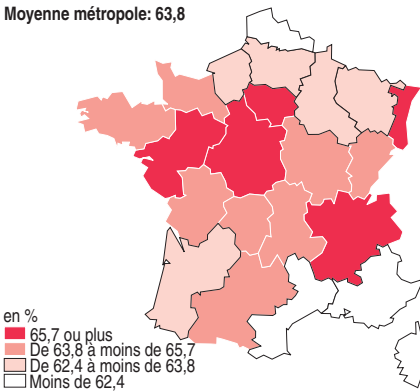 Moyenne métropole: 63,8
en %
65,7 ou plus
De 63,8 à moins de 65,7
De 62,4 à moins de 63,8
Moins de 62,4